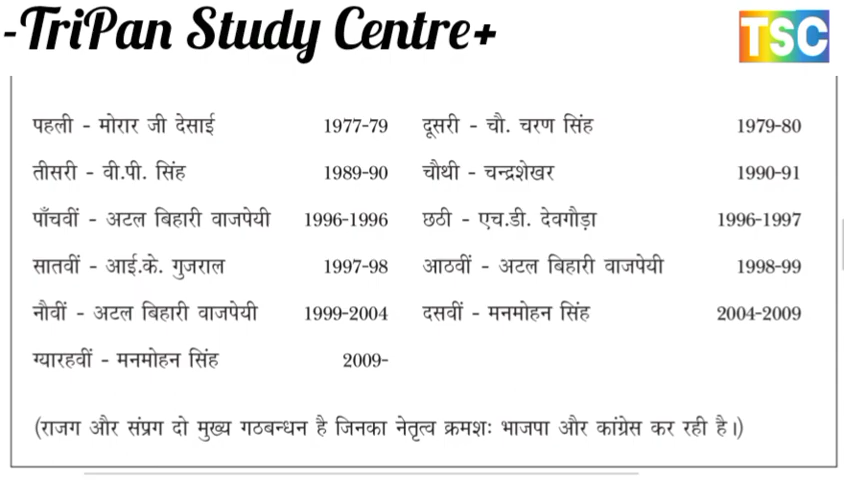 -TriPan Study Centre+
TSC
पहली - मोरार जी देसाई 1977-79 दूसरी - चौ. चरण सिंह 1979-80
तीसरी - वी.पी. सिंह 1989-90 चौथी - चन्द्रशेखर 1990-91
पाँचवीं - अटल बिहारी वाजपेयी 1996-1996 छठी - एच.डी. देवगौड़ा 1996-1997
सातवीं - आई.के. गुजराल 1997-98 आठवीं - अटल बिहारी वाजपेयी 1998-99
नौवीं - अटल बिहारी वाजपेयी 1999-2004 दसवीं - मनमोहन सिंह 2004-2009
ग्यारहवीं - मनमोहन सिंह 2009-
(राजग और संप्रग दो मुख्य गठबन्धन है जिनका नेतृत्व क्रमशः भाजपा और कांग्रेस कर रही है।)